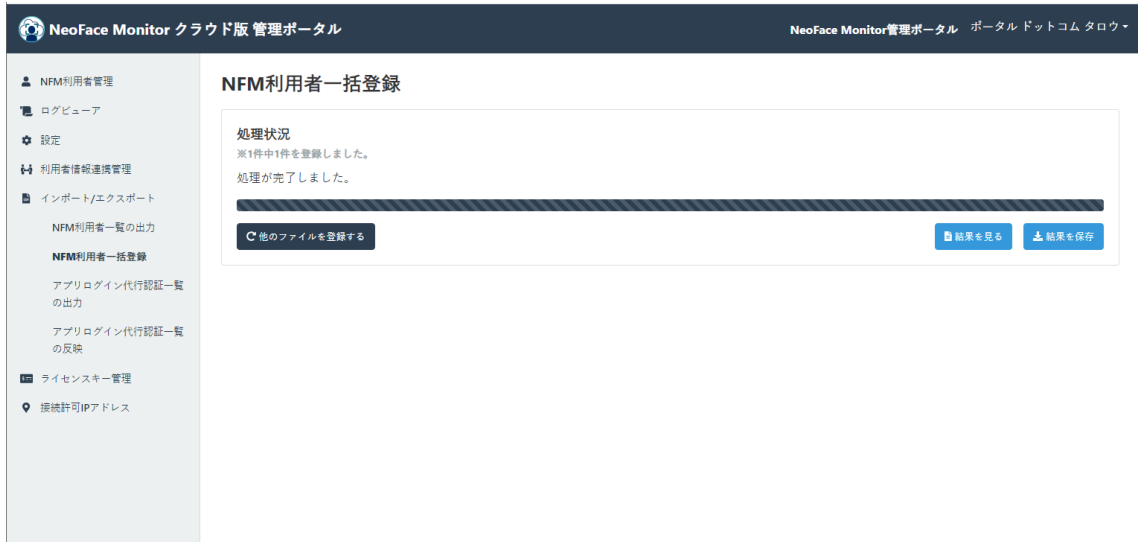 NeoFace Monitor クラウド版 管理ポータル
NeoFace Monitor管理ポータル ポータル ドットコム タロウ
NFM利用者管理
ログビューア
設定
利用者情報連携管理
インポート/エクスポート
NFM利用者一覧の出力
NFM利用者一括登録
アプリログイン代行認証一覧
の出力
アプリログイン代行認証一覧
の反映
ライセンスキー管理
接続許可IPアドレス
NFM利用者一括登録
処理状況
※1件中1件を登録しました。
処理が完了しました。
他のファイルを登録する
結果を見る
結果を保存